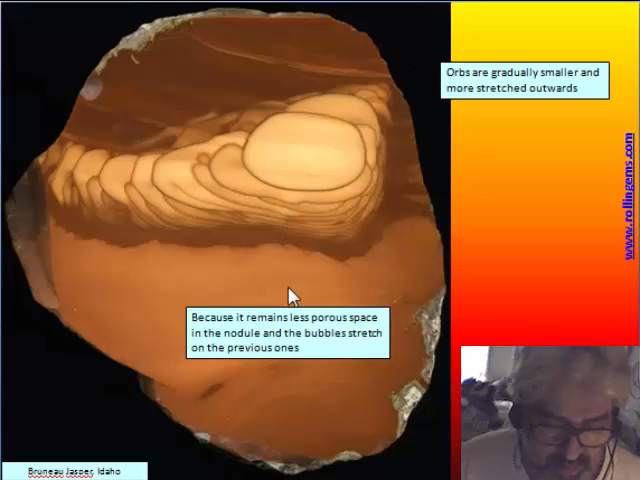 Orbs are gradually smaller and
more stretched outwards
www.rollingems.com
Because it remains less porous space
in the nodule and the bubbles stretch
on the previous ones
Bruneau Jasper, Idaho